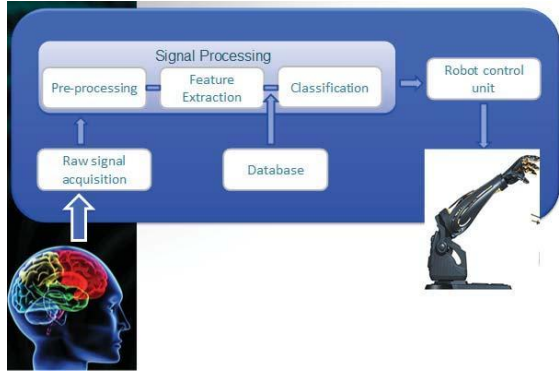 Signal Processing
Pre-processing
Feature
Extraction
Classification
Robot control
unit
Raw signal
acquisition
Database